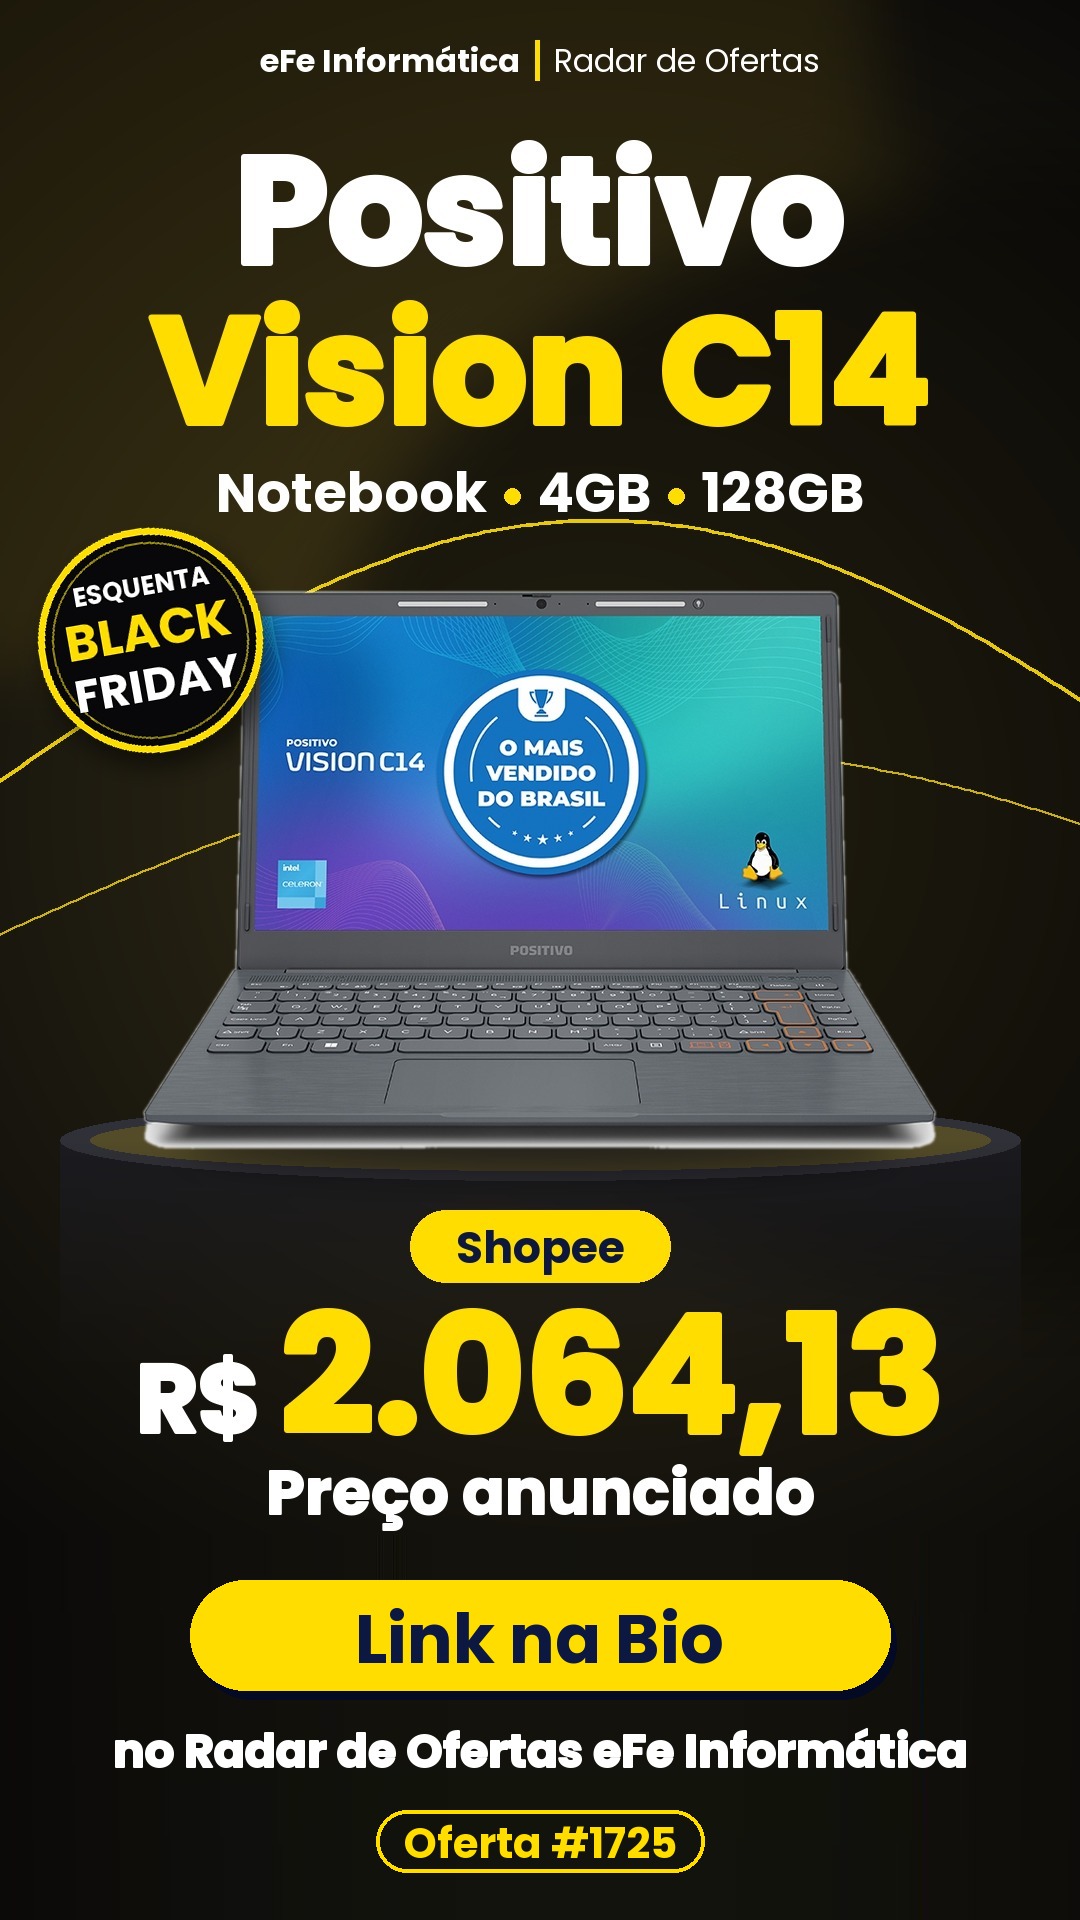 eFe Informática | Radar de Ofertas
Positivo
Vision C14
Notebook • 4GB • 128GB
ESQUENTA
BLACK
FRIDAY
POSITIVO
VISION C14
O MAIS
VENDIDO
DO BRASIL
intel
CELERON
Linux
POSITIVO
Shopee
R$ 2.064,13
Preço anunciado
Link na Bio
no Radar de Ofertas eFe Informática
Oferta #1725